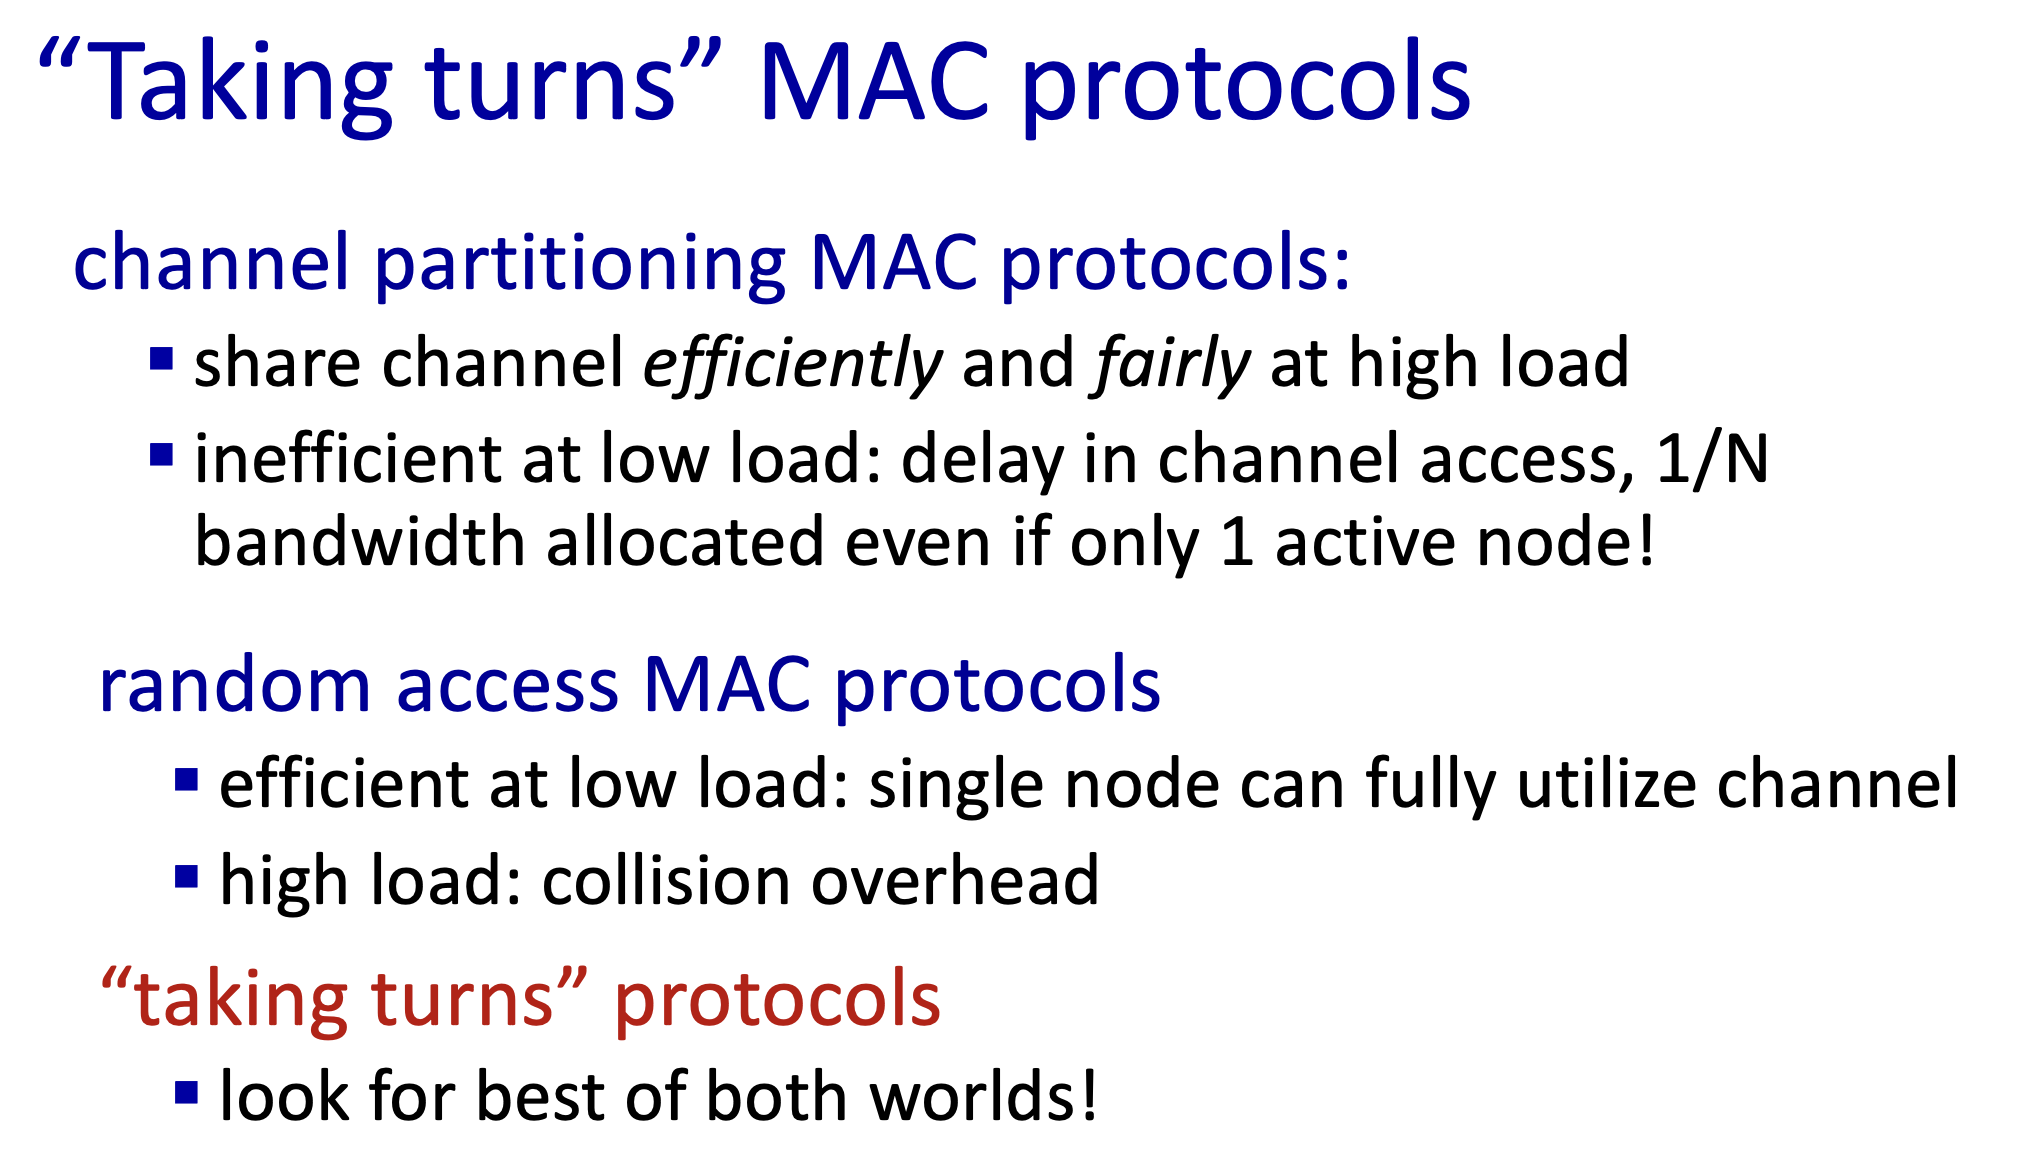 “Taking turns” MAC protocols
channel partitioning MAC protocols:
▪ share channel efficiently and fairly at high load
▪ inefficient at low load: delay in channel access, 1/N
bandwidth allocated even if only 1 active node!
random access MAC protocols
▪ efficient at low load: single node can fully utilize channel
▪ high load: collision overhead
“taking turns” protocols
▪ look for best of both worlds!